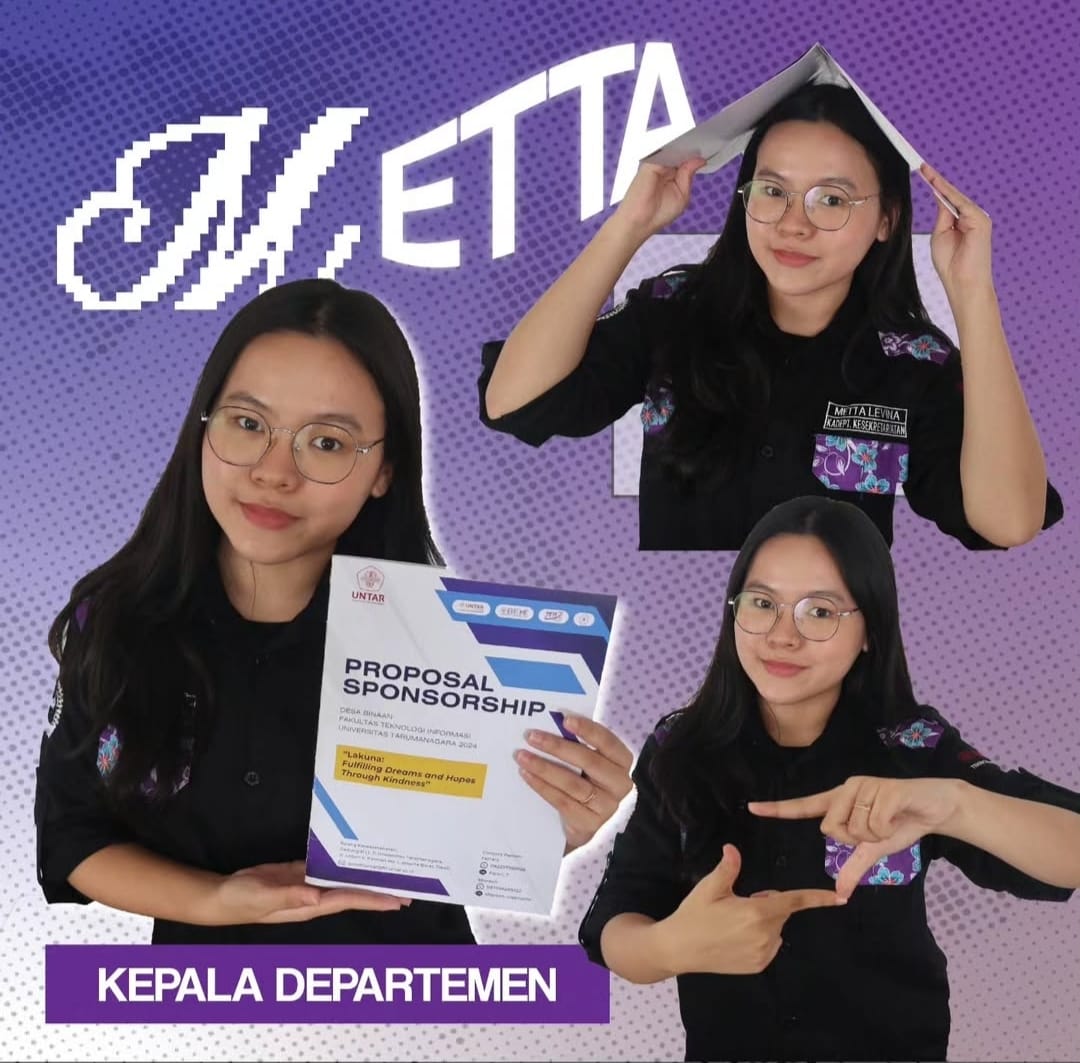 METTA
METTA LEVINA
KADEPT. KESEKRETARIATAN
UNTAR
UNTAR
PROPOSAL
SPONSORSHIP
DESA BINAAN
FAKULTAS TEKNOLOGI INFORMASI
UNIVERSITAS TARUMANAGARA 2024
"Lakuna:
Fulfilling Dreams and Hopes
Through Kindness"
KEPALA DEPARTEMEN